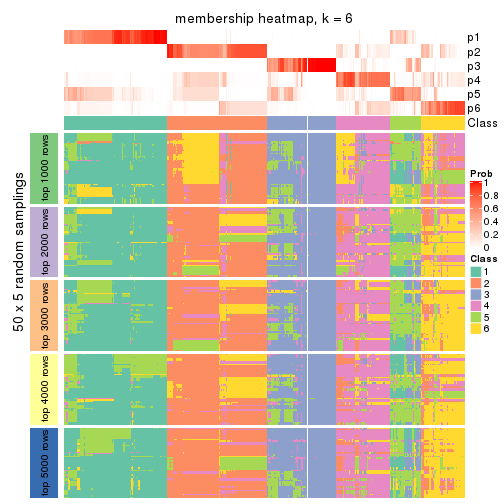 membership heatmap, k = 6
p1
p2
p3
p4
p5
p6
Class
50 x 5 random samplings
top 1000 rows
top 2000 rows
top 3000 rows
top 4000 rows
top 5000 rows
Prob
1
0.8
0.6
0.4
0.2
0
Class
1
2
3
4
5
6